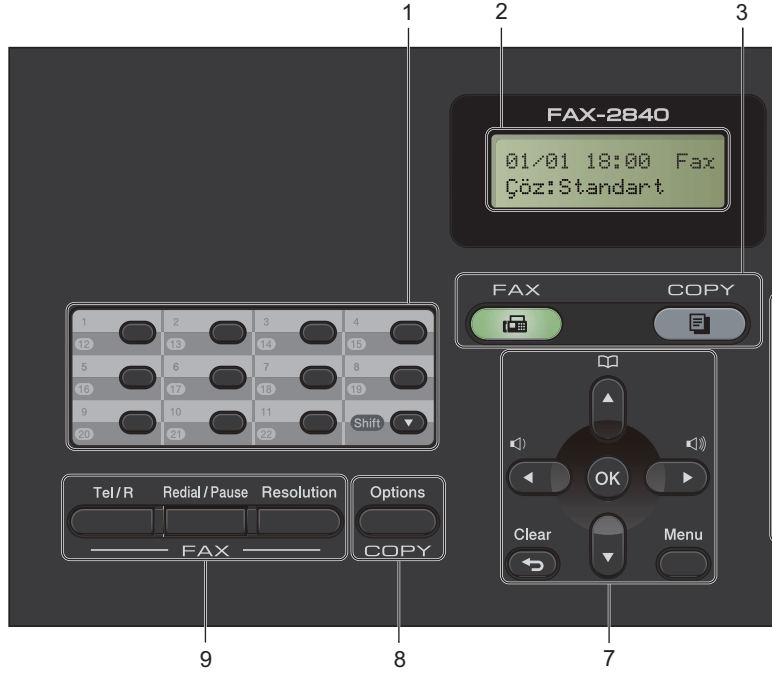 1 2 3
FAX-2840
01/01 18:00 Fax
Çöz:Standart
FAX COPY
1 2 3 4
12 13 14 15
5 6 7 8
16 17 18 19
9 10 11
20 21 22 Shift
OK
Tel/R Redial/Pause Resolution Options
FAX COPY
Clear Menu
9 8 7